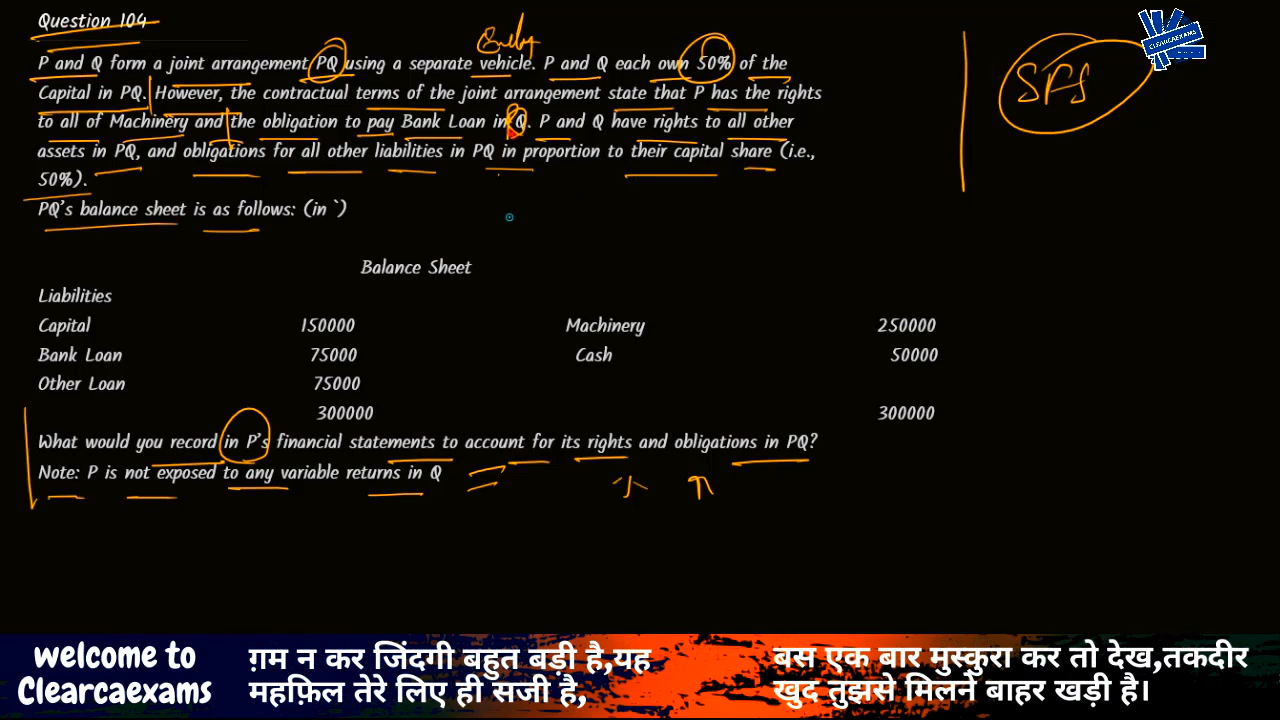 Question 104
P and Q form a joint arrangement PQ using a separate vehicle. P and Q each own 50% of the
Capital in PQ. However, the contractual terms of the joint arrangement state that P has the rights
to all of Machinery and the obligation to pay Bank Loan in Q. P and Q have rights to all other
assets in PQ, and obligations for all other liabilities in PQ in proportion to their capital share (i.e.,
50%).
PQ's balance sheet is as follows: (in `)
Balance Sheet
Liabilities
Capital 150000 Machinery 250000
Bank Loan 75000 Cash 50000
Other Loan 75000
300000 300000
What would you record in P's financial statements to account for its rights and obligations in PQ?
Note: P is not exposed to any variable returns in Q
SFS
CLEARCAEXAMS
welcome to
Clearcaexams
ग़म न कर जिंदगी बहुत बड़ी है,यह
महफ़िल तेरे लिए ही सजी है,
बस एक बार मुस्कुरा कर तो देख,तकदीर
खुद तुझसे मिलने बाहर खड़ी है।